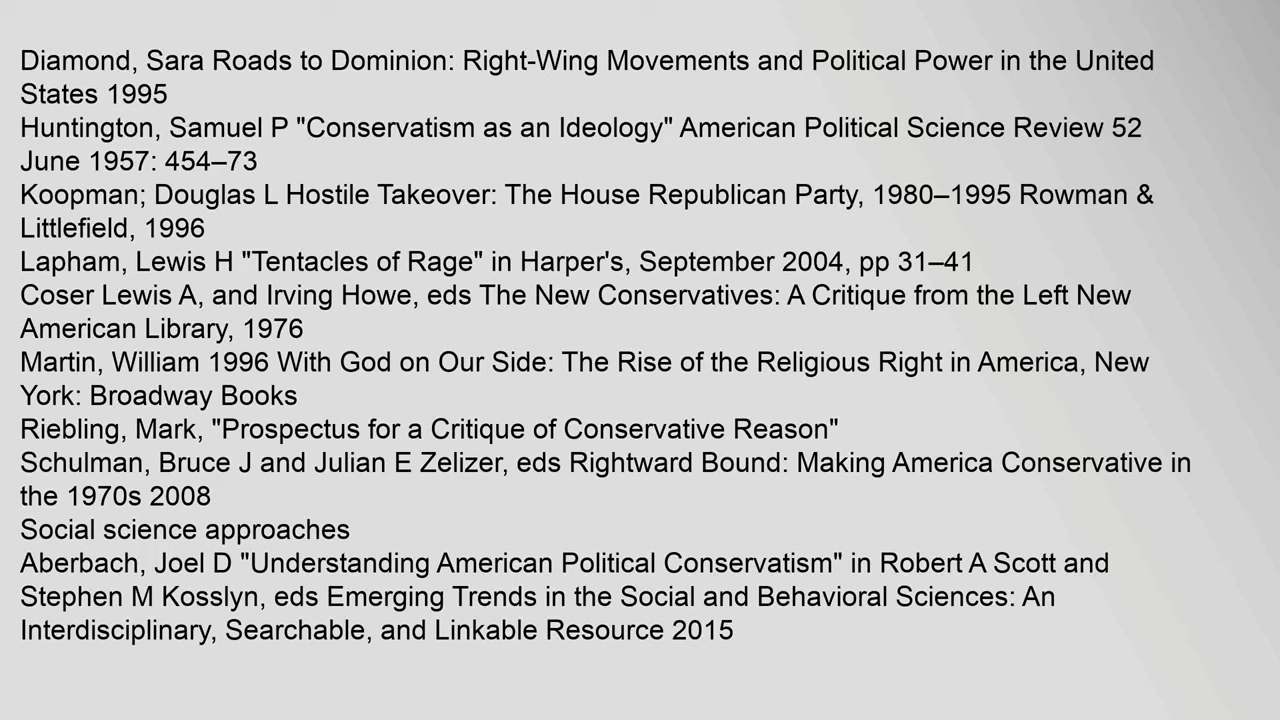 Diamond, Sara Roads to Dominion: Right-Wing Movements and Political Power in the United
States 1995
Huntington, Samuel P "Conservatism as an Ideology" American Political Science Review 52
June 1957: 454–73
Koopman; Douglas L Hostile Takeover: The House Republican Party, 1980–1995 Rowman &
Littlefield, 1996
Lapham, Lewis H "Tentacles of Rage" in Harper's, September 2004, pp 31–41
Coser Lewis A, and Irving Howe, eds The New Conservatives: A Critique from the Left New
American Library, 1976
Martin, William 1996 With God on Our Side: The Rise of the Religious Right in America, New
York: Broadway Books
Riebling, Mark, "Prospectus for a Critique of Conservative Reason"
Schulman, Bruce J and Julian E Zelizer, eds Rightward Bound: Making America Conservative in
the 1970s 2008
Social science approaches
Aberbach, Joel D "Understanding American Political Conservatism" in Robert A Scott and
Stephen M Kosslyn, eds Emerging Trends in the Social and Behavioral Sciences: An
Interdisciplinary, Searchable, and Linkable Resource 2015